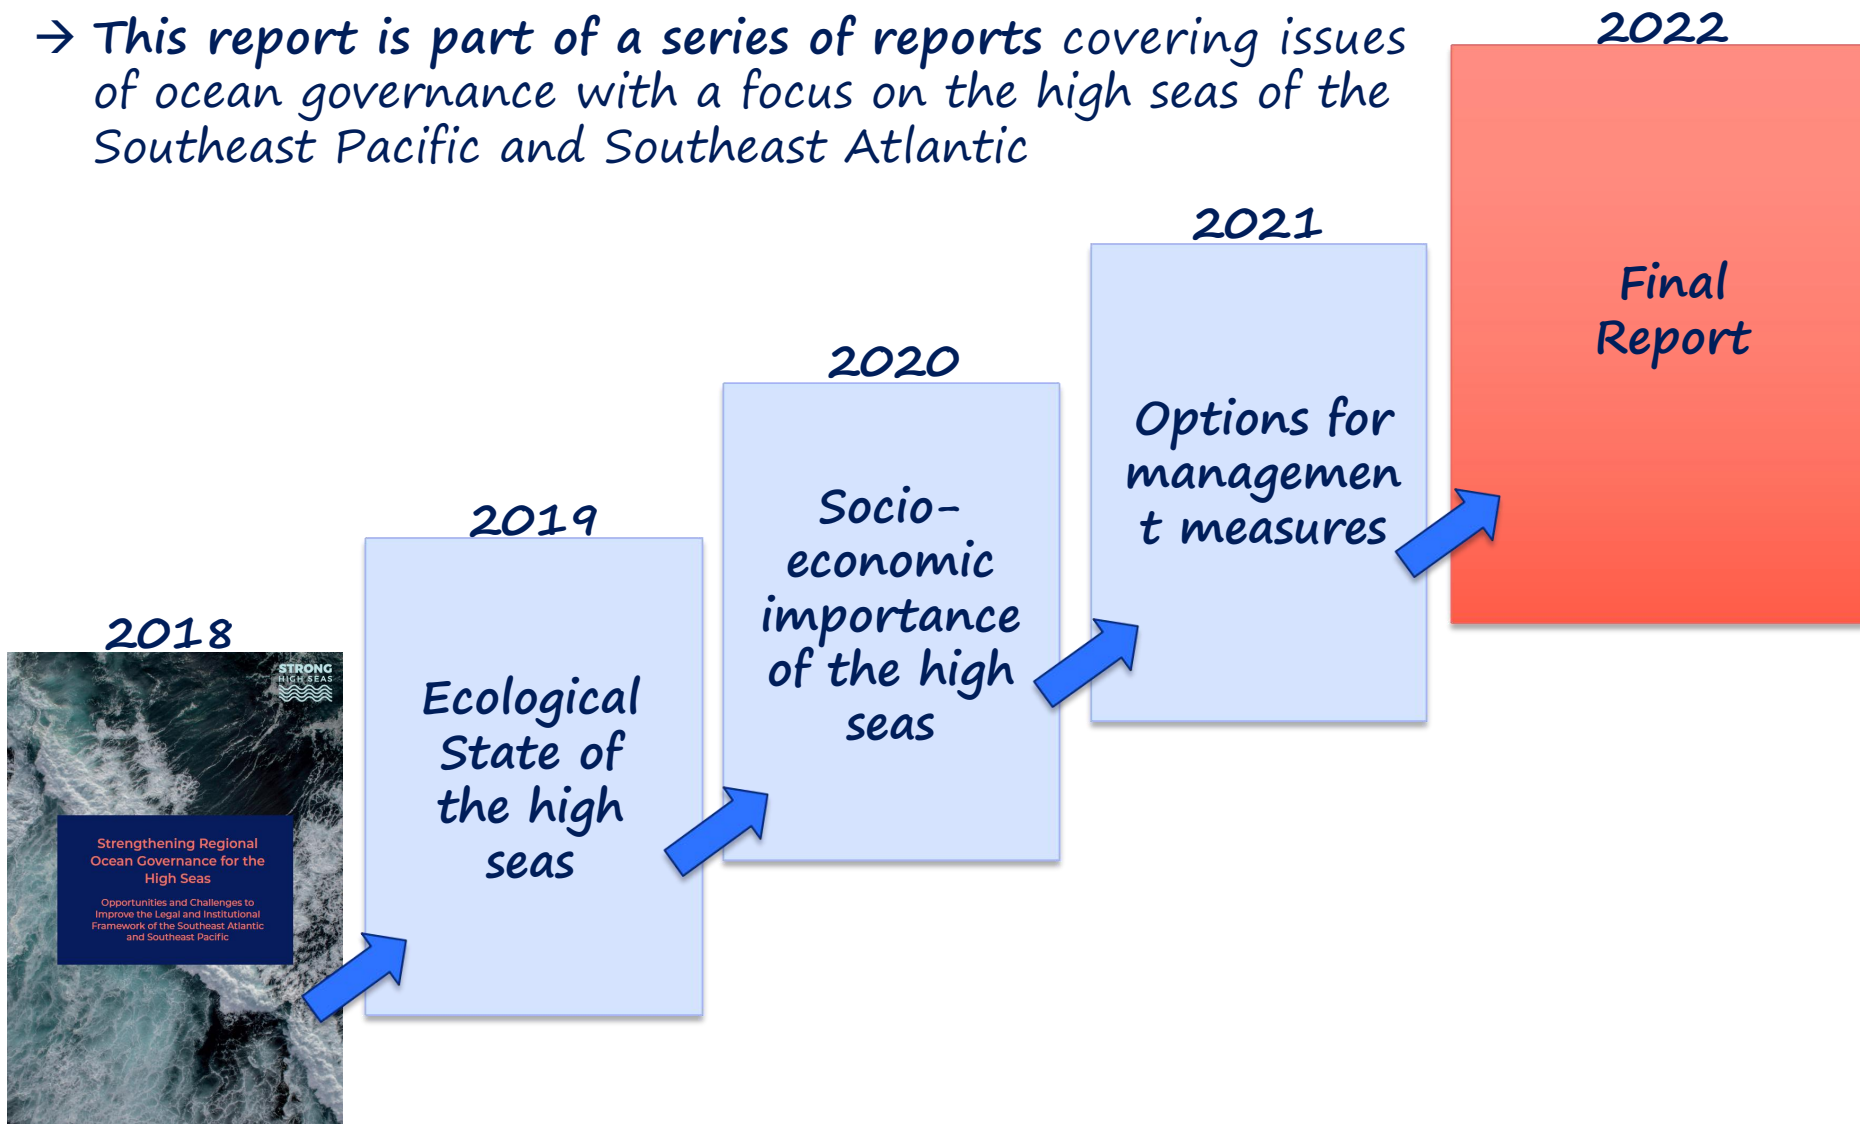 → This report is part of a series of reports covering issues
of ocean governance with a focus on the high seas of the
Southeast Pacific and Southeast Atlantic
2018
STRONG
HIGH SEAS
Strengthening Regional
Ocean Governance for the
High Seas
Opportunities and Challenges to
Improve the Legal and Institutional
Framework of the Southeast Atlantic
and Southeast Pacific
2019
Ecological
State of
the high
seas
2020
Socio-
economic
importance
of the high
seas
2021
Options for
managemen
t measures
2022
Final
Report